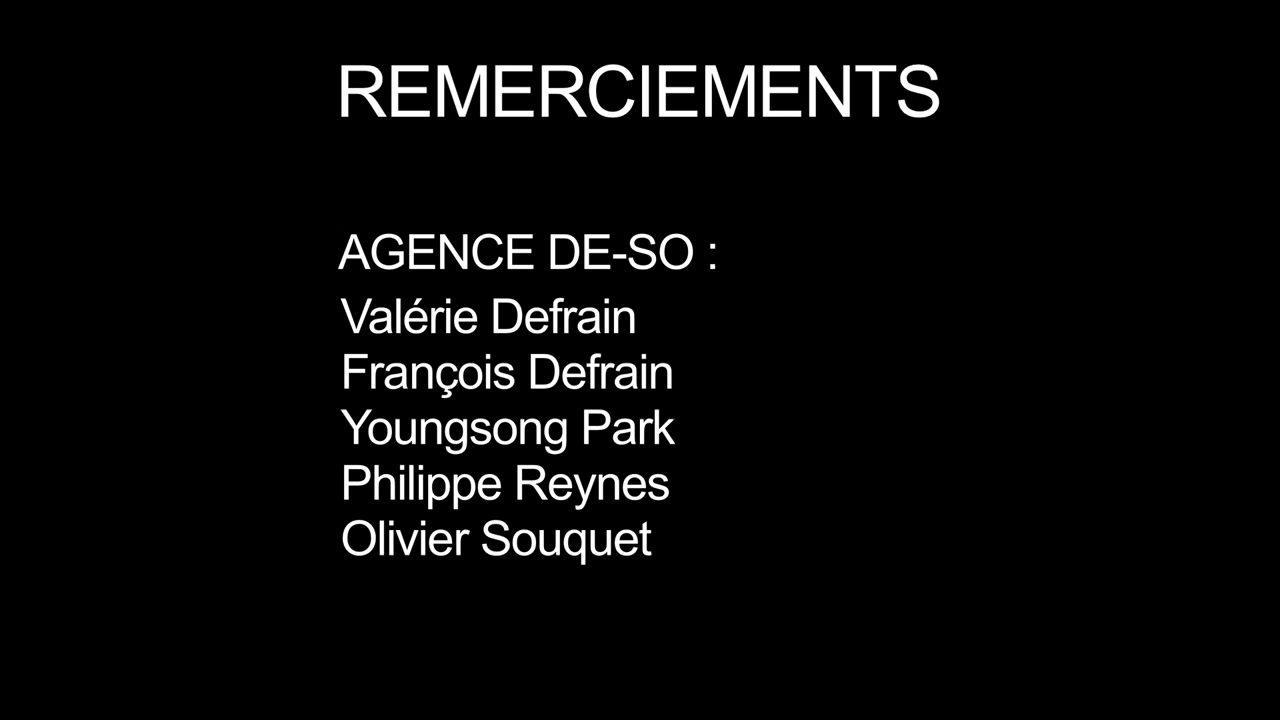 REMERCIEMENTS
AGENCE DE-SO :
Valérie Defrain
François Defrain
Youngsong Park
Philippe Reynes
Olivier Souquet